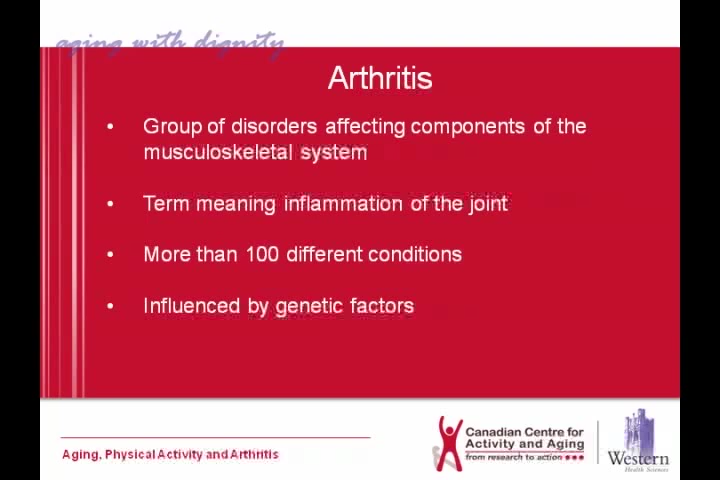 aging with dignity
Arthritis
• Group of disorders affecting components of the
musculoskeletal system
• Term meaning inflammation of the joint
• More than 100 different conditions
• Influenced by genetic factors
Aging, Physical Activity and Arthritis
Canadian Centre for
Activity and Aging
from research to action
Western
Health Sciences